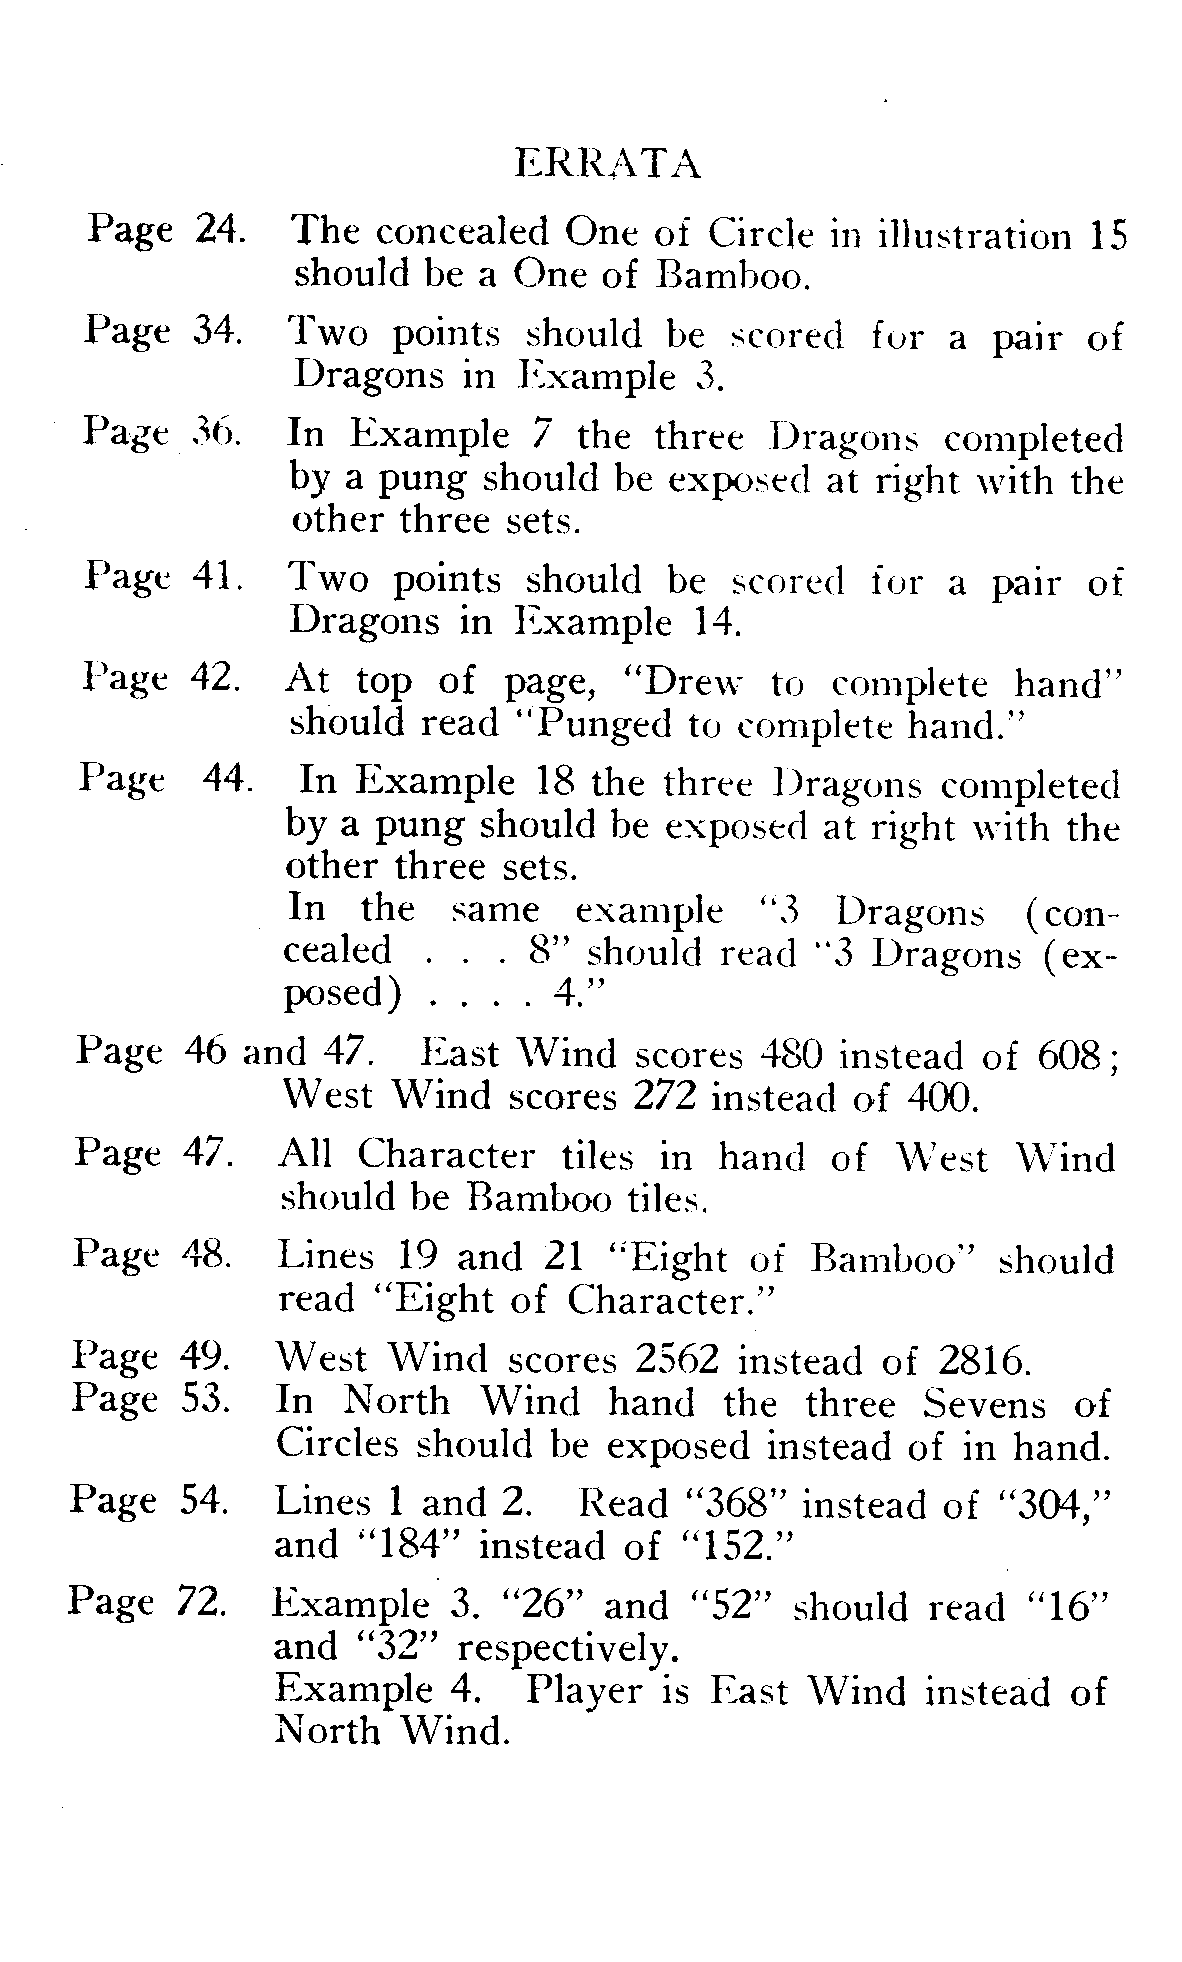 ERRATA
Page 24. The concealed One of Circle in illustration 15
should be a One of Bamboo.
Page 34. Two points should be scored for a pair of
Dragons in Example 3.
Page 36. In Example 7 the three Dragons completed
by a pung should be exposed at right with the
other three sets.
Page 41. Two points should be scored for a pair of
Dragons in Example 14.
Page 42. At top of page, “Drew to complete hand”
should read “Punged to complete hand.”
Page 44. In Example 18 the three Dragons completed
by a pung should be exposed at right with the
other three sets.
In the same example “3 Dragons (con-
cealed . . . 8” should read “3 Dragons (ex-
posed) . . . . 4.”
Page 46 and 47. East Wind scores 480 instead of 608;
West Wind scores 272 instead of 400.
Page 47. All Character tiles in hand of West Wind
should be Bamboo tiles.
Page 48. Lines 19 and 21 “Eight of Bamboo” should
read “Eight of Character.”
Page 49. West Wind scores 2562 instead of 2816.
Page 53. In North Wind hand the three Sevens of
Circles should be exposed instead of in hand.
Page 54. Lines 1 and 2. Read “368” instead of “304,”
and “184” instead of “152.”
Page 72. Example 3. “26” and “52” should read “16”
and “32” respectively.
Example 4. Player is East Wind instead of
North Wind.